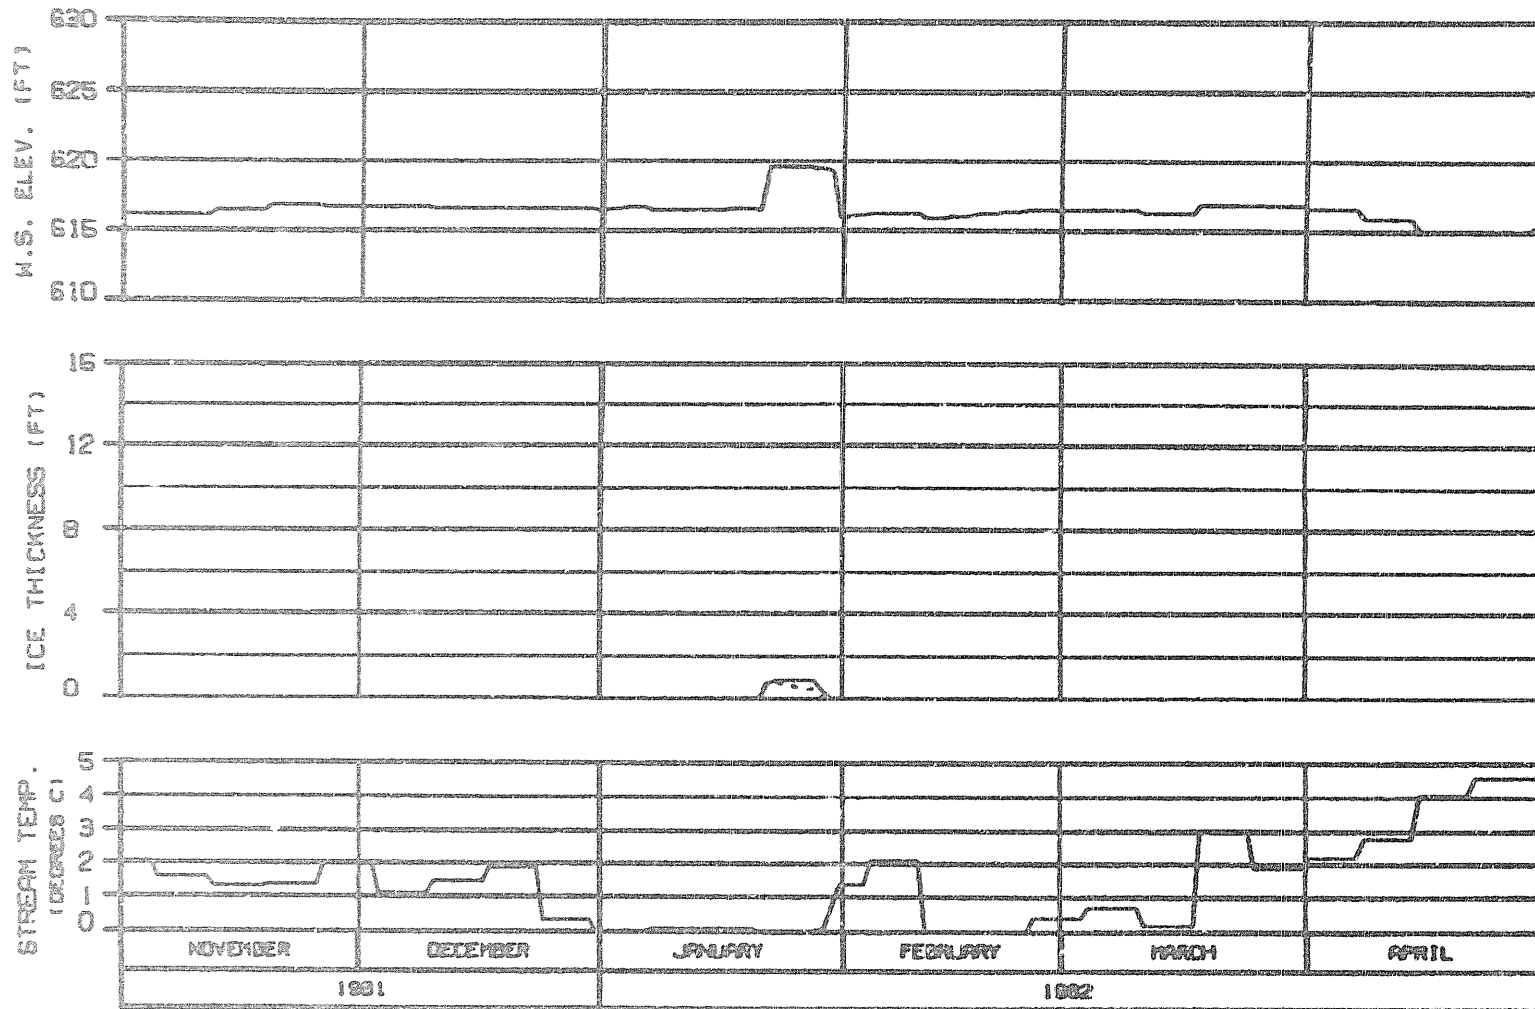 W.S. ELEV. (FT)
630
625
620
615
610
ICE THICKNESS (FT)
16
12
8
4
0
STREAM TEMP.
(DEGREES C)
5
4
3
2
1
0
NOVEMBER
DECEMBER
JANUARY
FEBRUARY
MARCH
APRIL
1981
1982